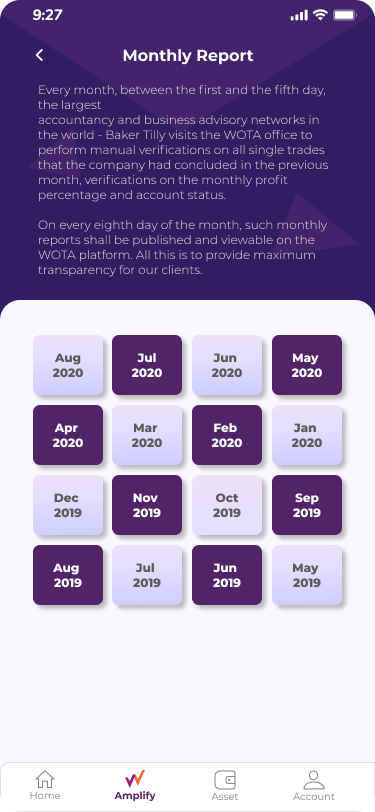 9:27
Monthly Report
Every month, between the first and the fifth day,
the largest
accountancy and business advisory networks in
the world - Baker Tilly visits the WOTA office to
perform manual verifications on all single trades
that the company had concluded in the previous
month, verifications on the monthly profit
percentage and account status.
On every eighth day of the month, such monthly
reports shall be published and viewable on the
WOTA platform. All this is to provide maximum
transparency for our clients.
Aug
2020
Jul
2020
Jun
2020
May
2020
Apr
2020
Mar
2020
Feb
2020
Jan
2020
Dec
2019
Nov
2019
Oct
2019
Sep
2019
Aug
2019
Jul
2019
Jun
2019
May
2019
Home
Amplify
Asset
Account